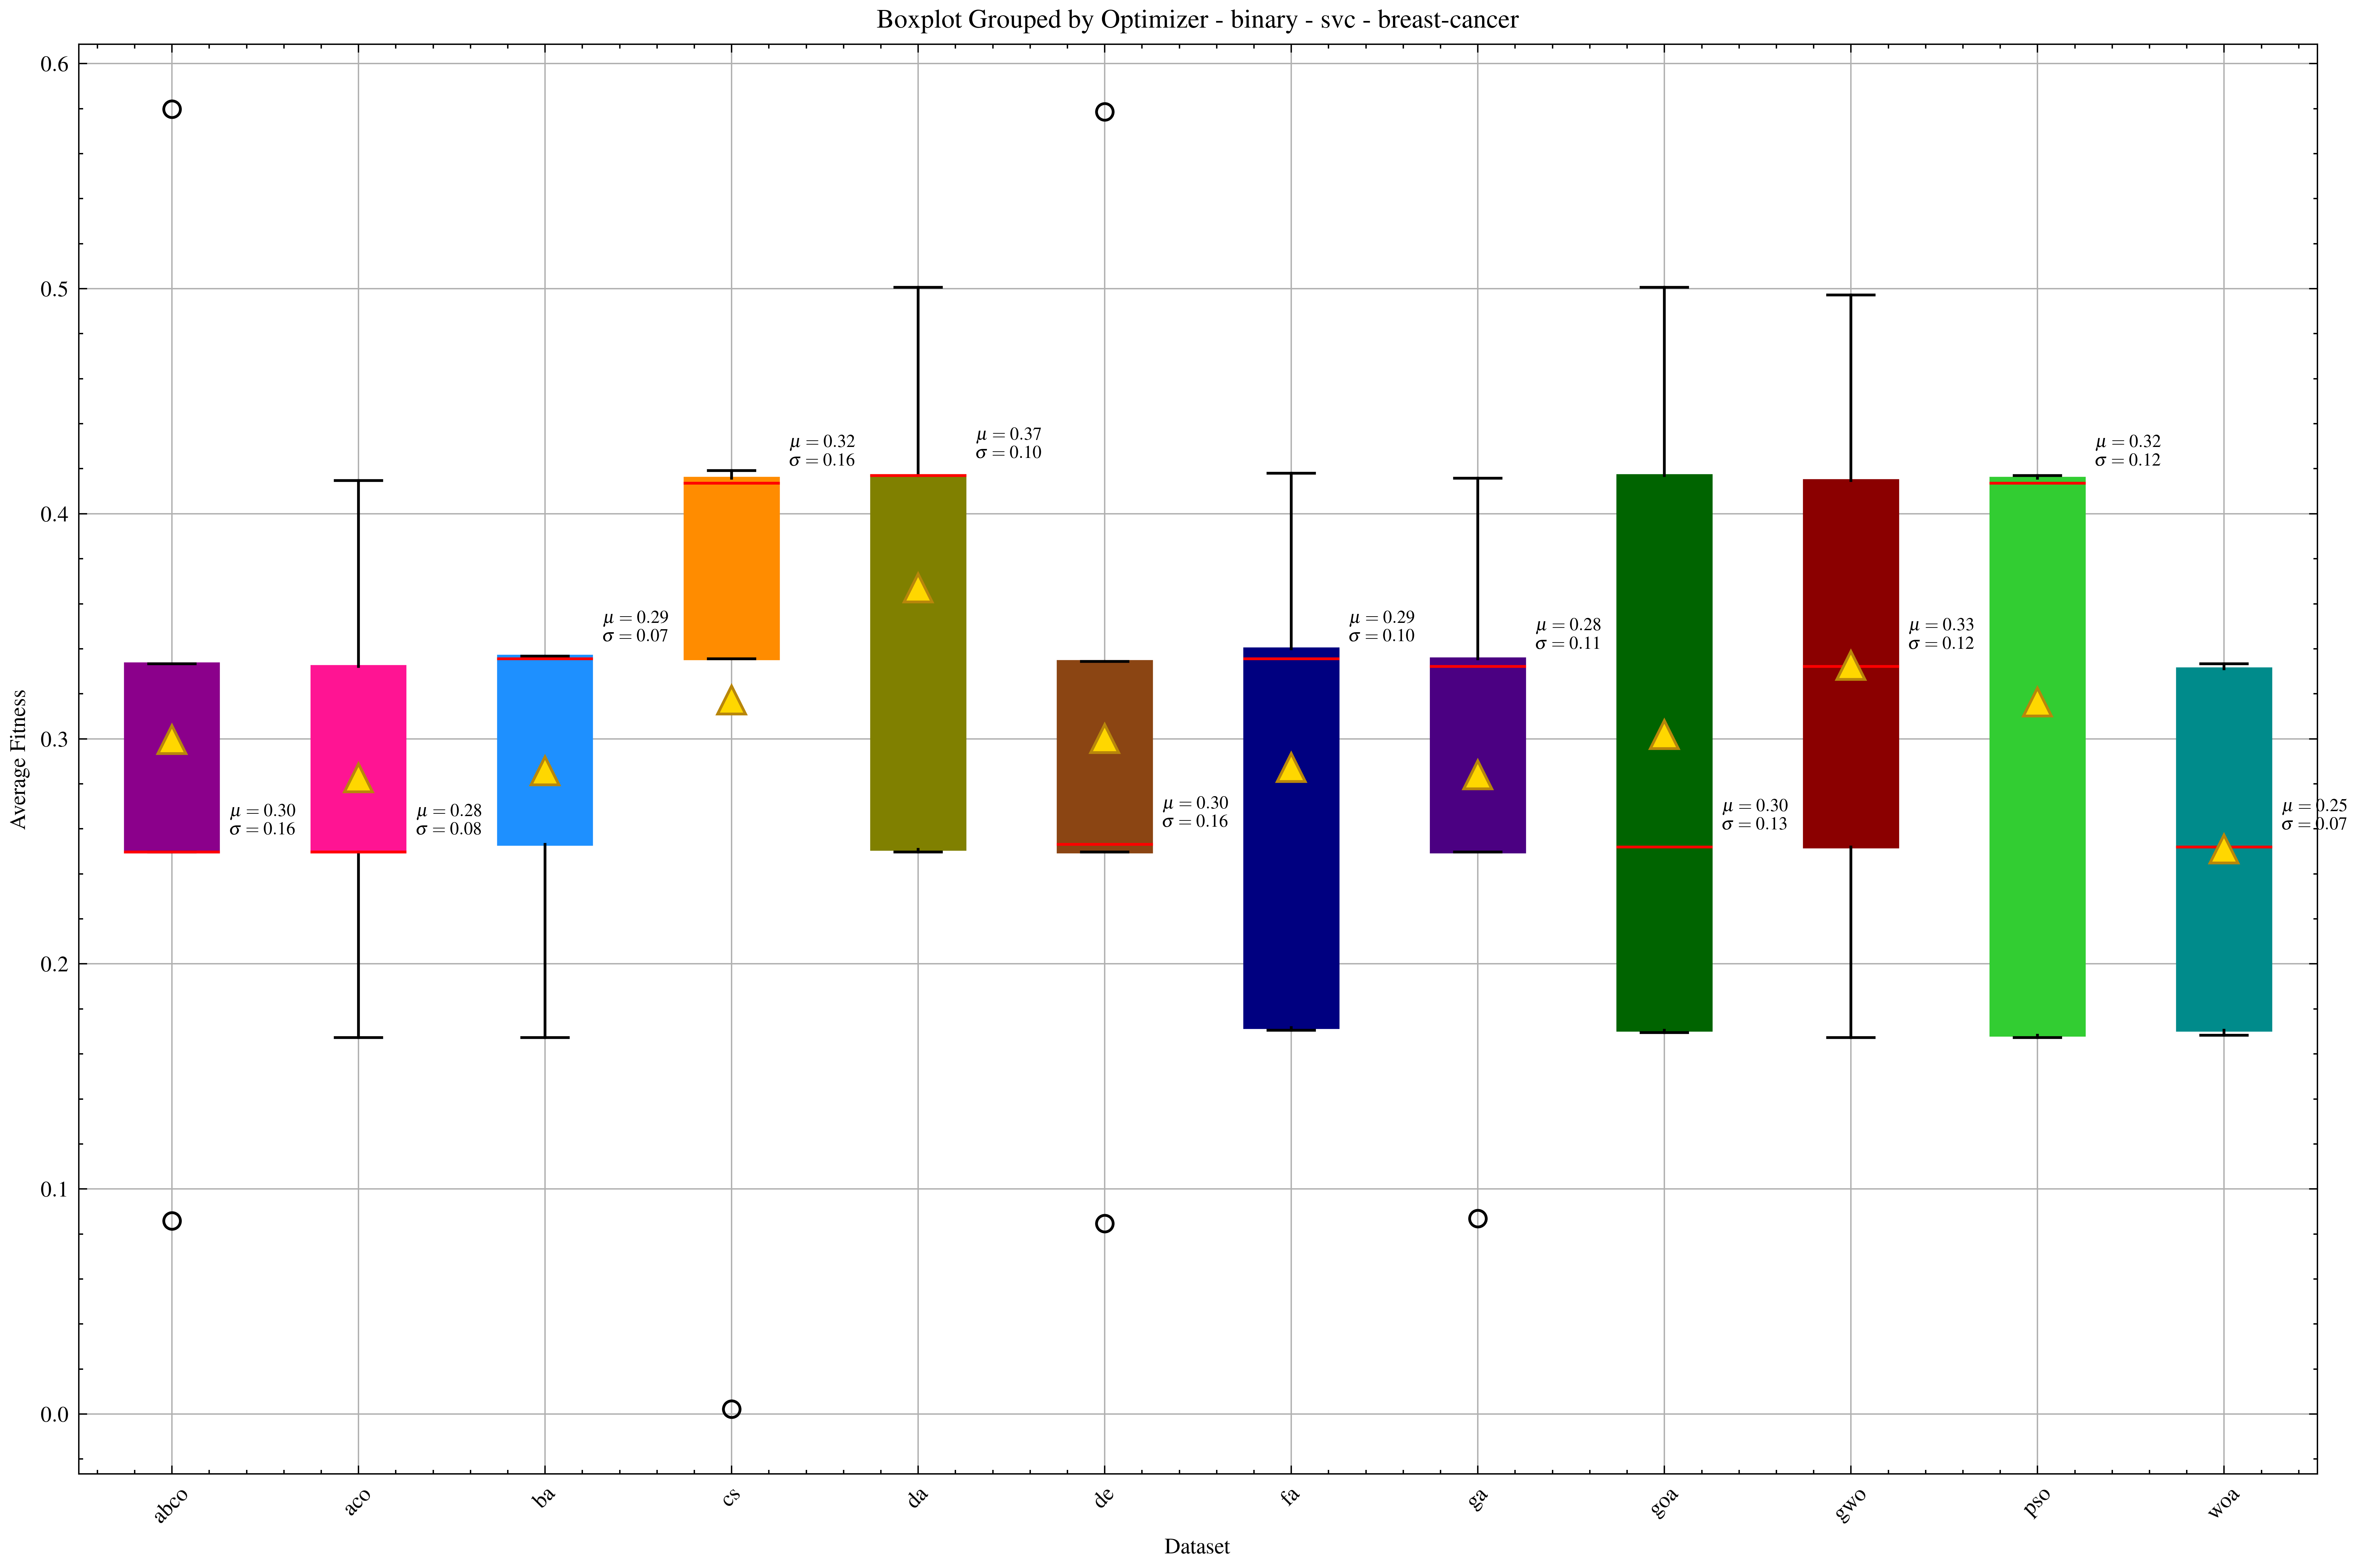 Boxplot Grouped by Optimizer - binary - svc - breast-cancer
Average Fitness
0.6
0.5
0.4
0.3
0.2
0.1
0.0
μ = 0.30
σ = 0.16
μ = 0.28
σ = 0.08
μ = 0.29
σ = 0.07
μ = 0.32
σ = 0.16
μ = 0.37
σ = 0.10
μ = 0.30
σ = 0.16
μ = 0.29
σ = 0.10
μ = 0.28
σ = 0.11
μ = 0.30
σ = 0.13
μ = 0.33
σ = 0.12
μ = 0.32
σ = 0.12
μ = 0.25
σ = 0.07
abco
aco
ba
cs
da
de
fa
ga
goa
gwo
pso
woa
Dataset